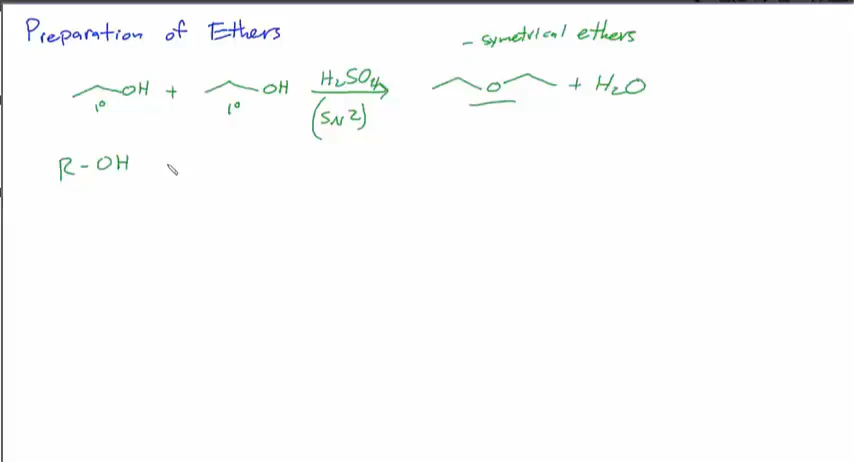 Preparation of Ethers
- symetrical ethers
OH + OH H₂SO₄ O + H₂O
1° 1° (SN2)
R-OH